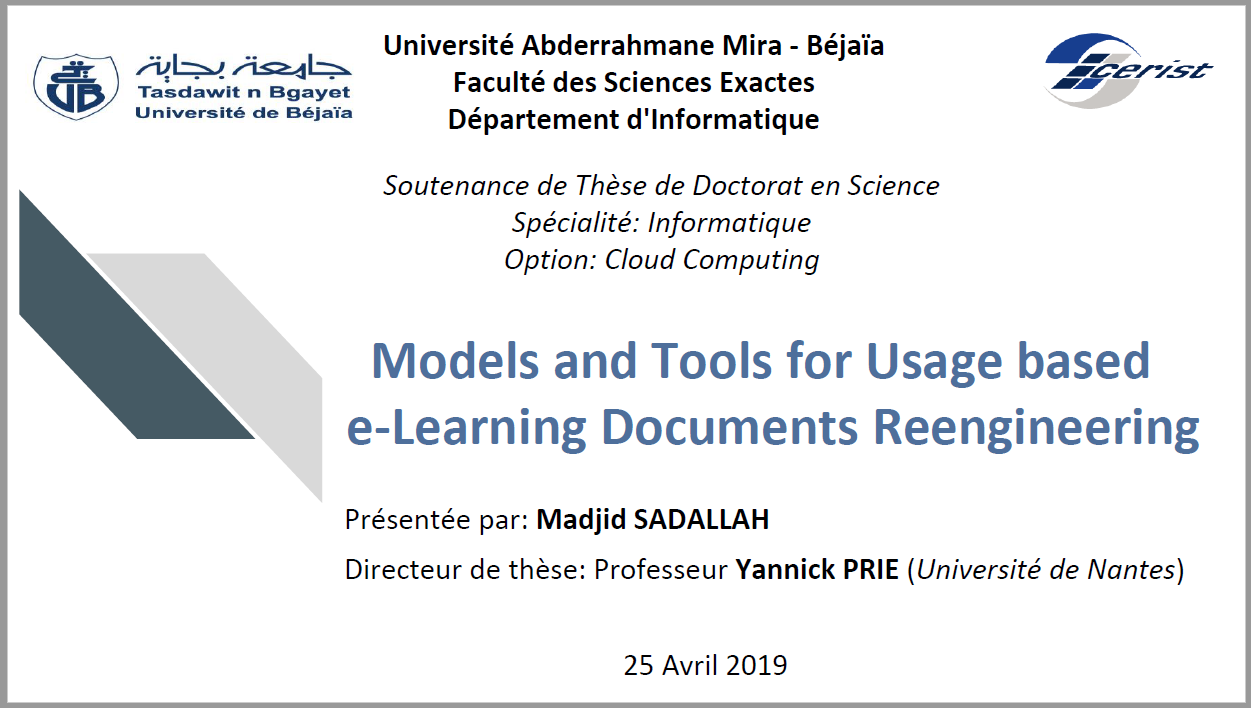 جامعة بجاية
Tasdawit n Bgayet
Université de Béjaïa
Université Abderrahmane Mira - Béjaïa
Faculté des Sciences Exactes
Département d'Informatique
cerist
Soutenance de Thèse de Doctorat en Science
Spécialité: Informatique
Option: Cloud Computing
Models and Tools for Usage based
e-Learning Documents Reengineering
Présentée par: Madjid SADALLAH
Directeur de thèse: Professeur Yannick PRIE (Université de Nantes)
25 Avril 2019